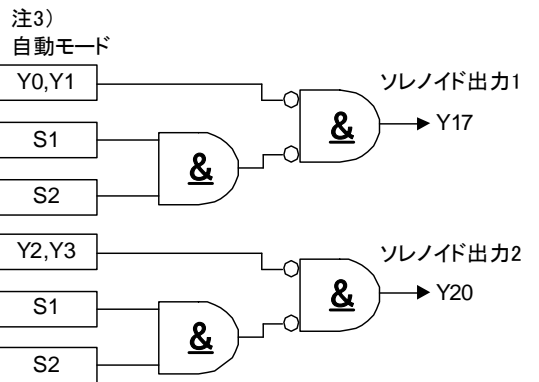 注3）
自動モード
Y0,Y1
ソレノイド出力1
S1
&
&
Y17
S2
Y2,Y3
ソレノイド出力2
S1
&
&
Y20
S2